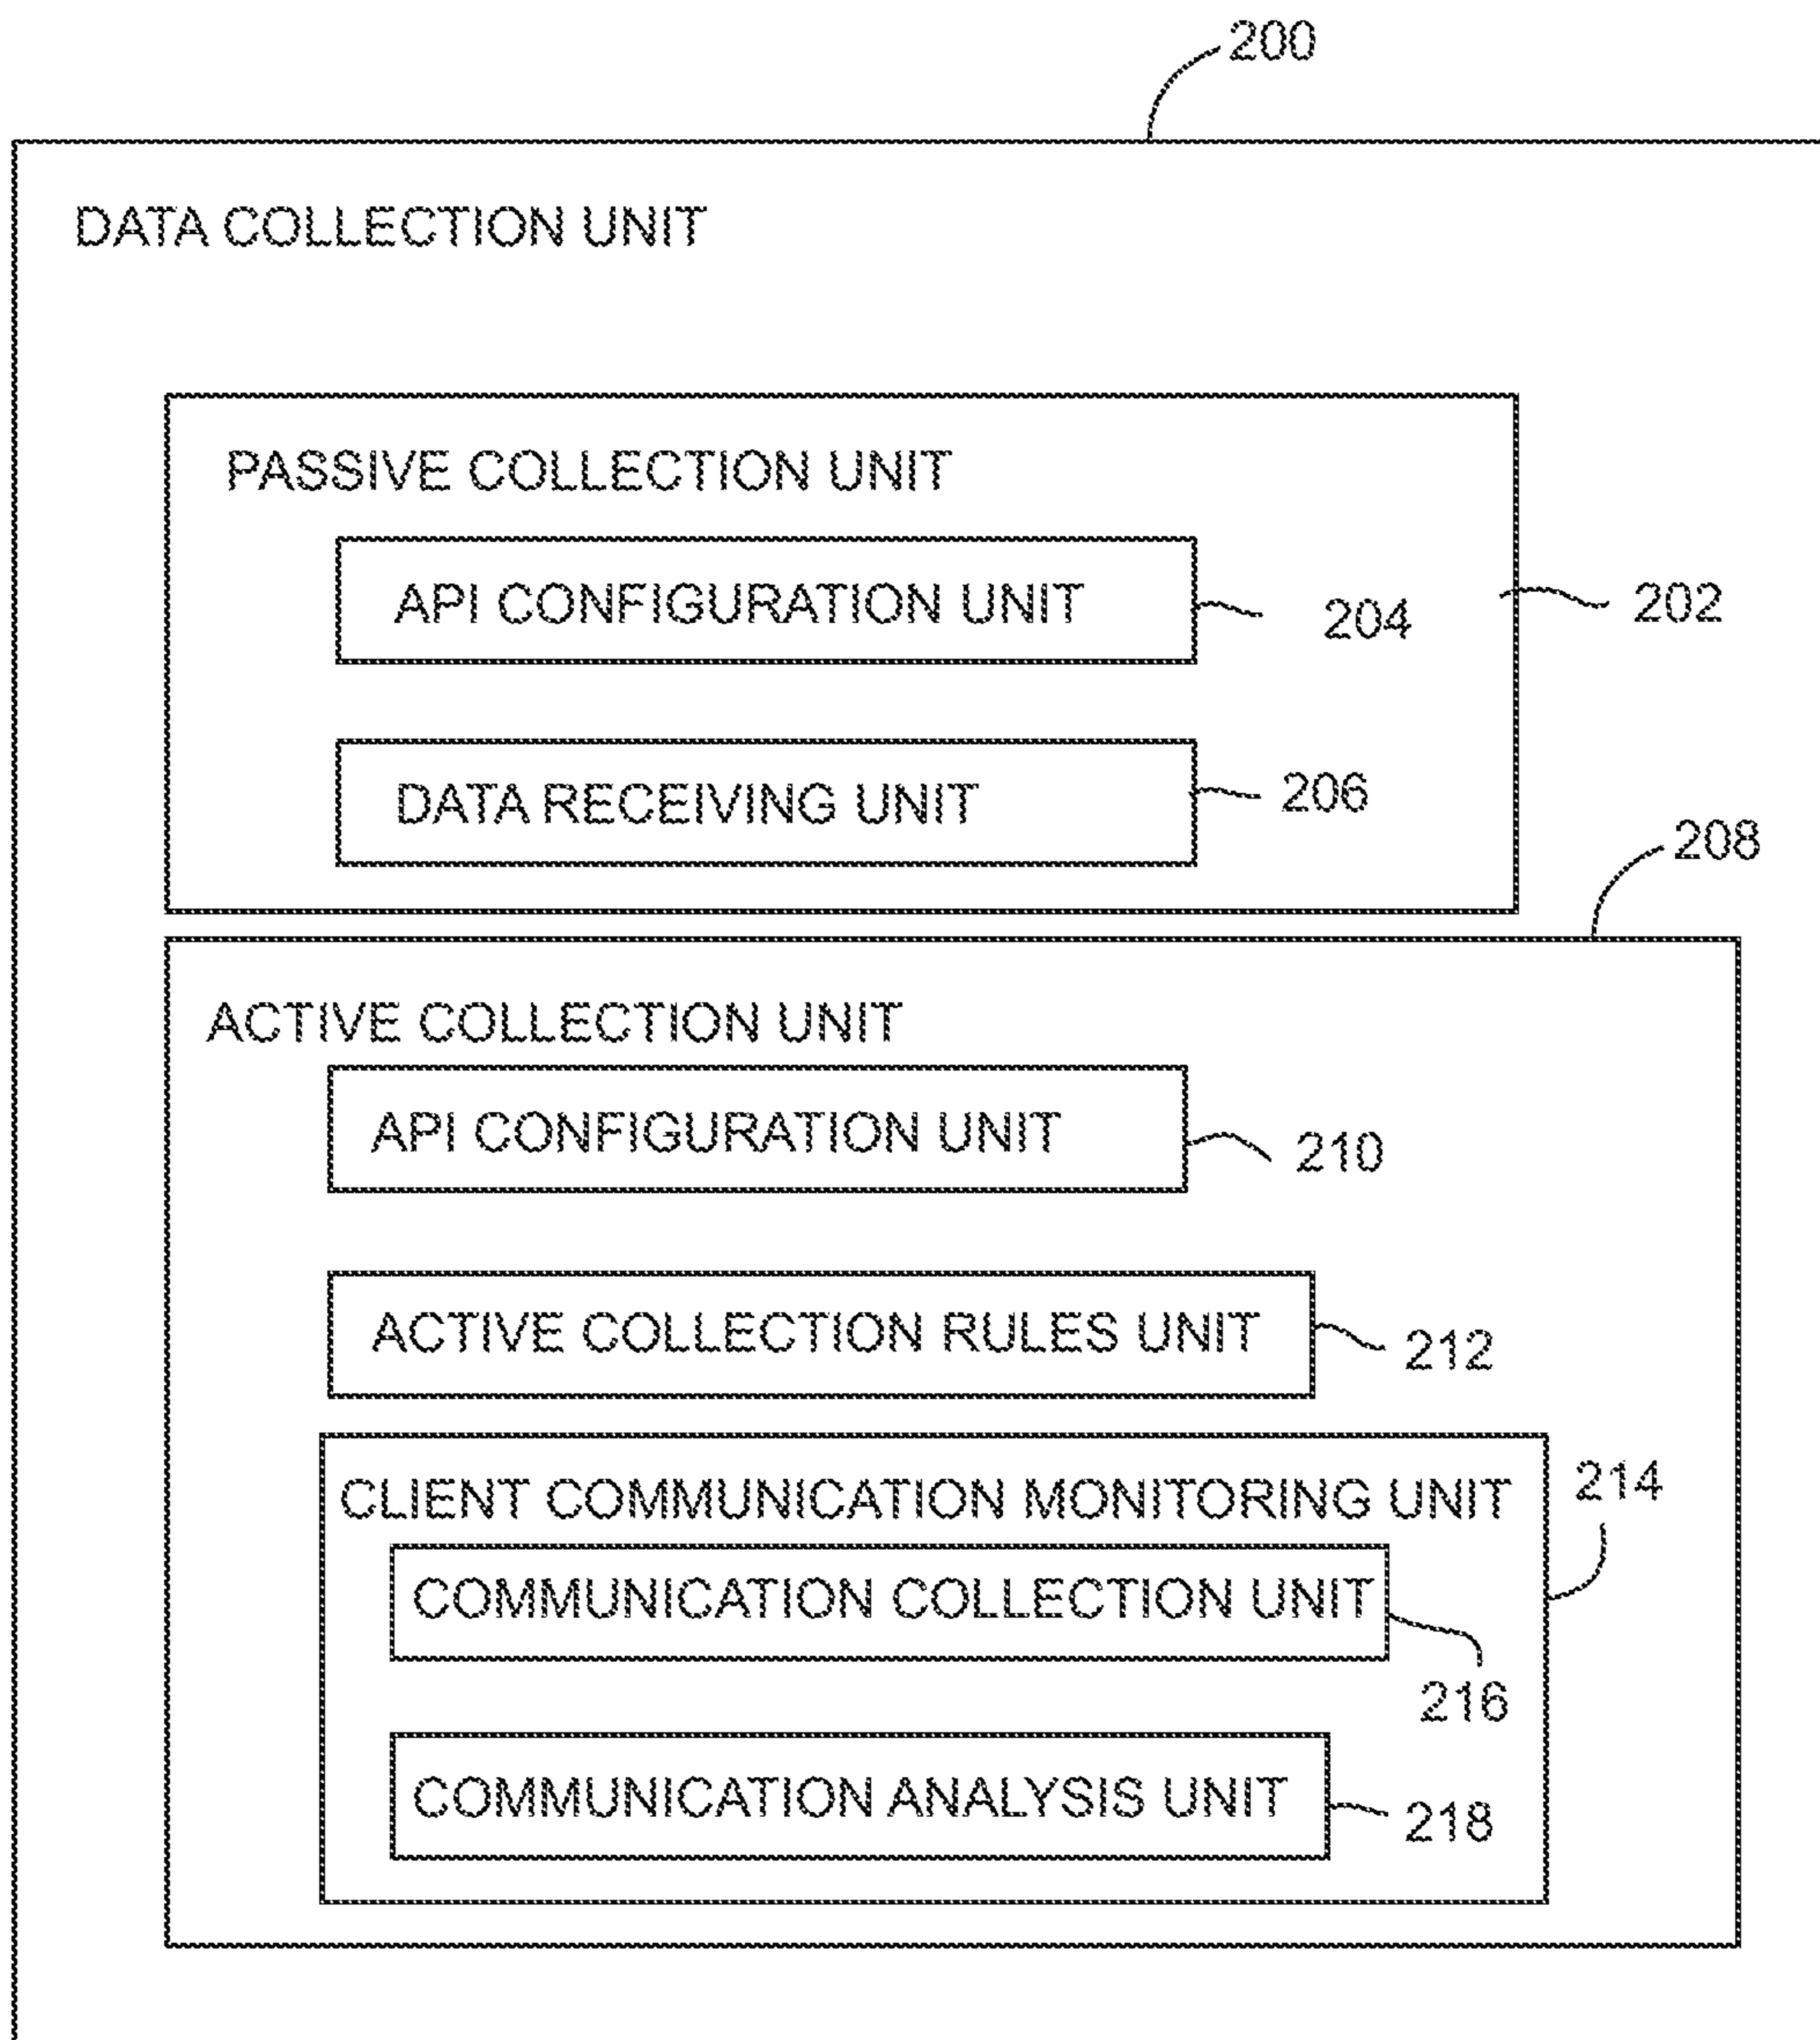 200
DATA COLLECTION UNIT
PASSIVE COLLECTION UNIT
API CONFIGURATION UNIT
204
202
DATA RECEIVING UNIT
206
208
ACTIVE COLLECTION UNIT
API CONFIGURATION UNIT
210
ACTIVE COLLECTION RULES UNIT
212
CLIENT COMMUNICATION MONITORING UNIT
214
COMMUNICATION COLLECTION UNIT
216
COMMUNICATION ANALYSIS UNIT
218